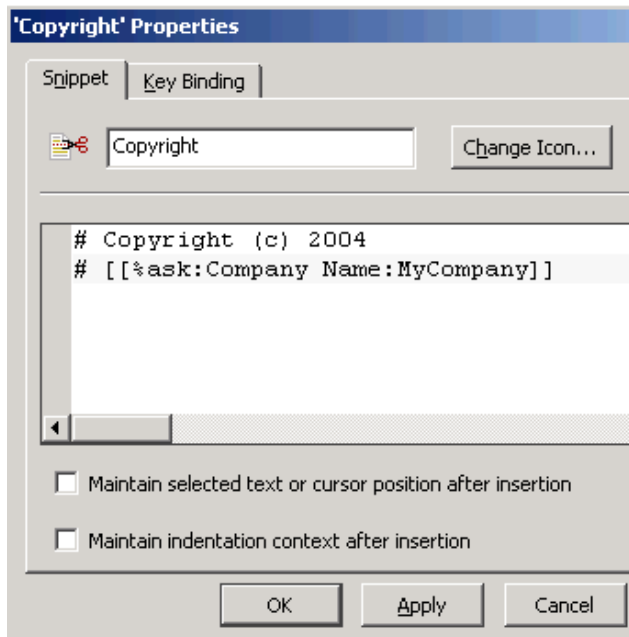 'Copyright' Properties
Snippet Key Binding
Copyright Change Icon...
# Copyright (c) 2004
# [[%ask:Company Name:MyCompany]]
Maintain selected text or cursor position after insertion
Maintain indentation context after insertion
OK Apply Cancel